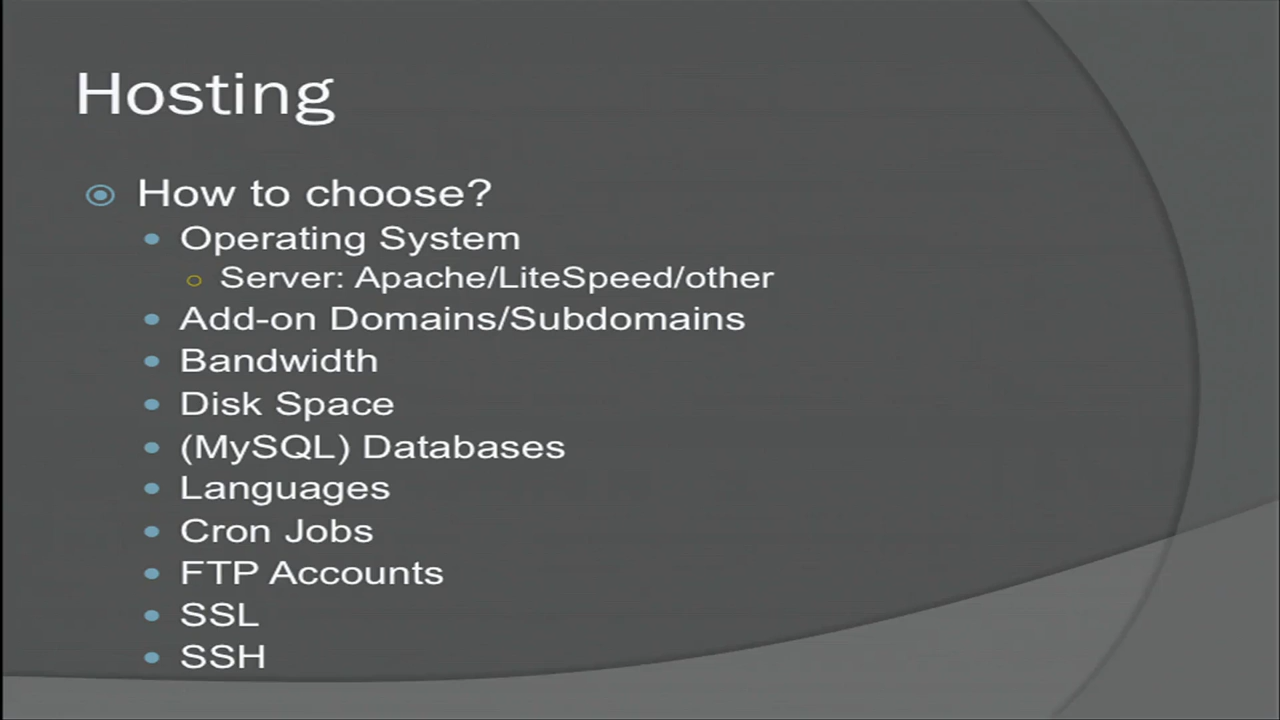 Hosting
How to choose?
Operating System
Server: Apache/LiteSpeed/other
Add-on Domains/Subdomains
Bandwidth
Disk Space
(MySQL) Databases
Languages
Cron Jobs
FTP Accounts
SSL
SSH